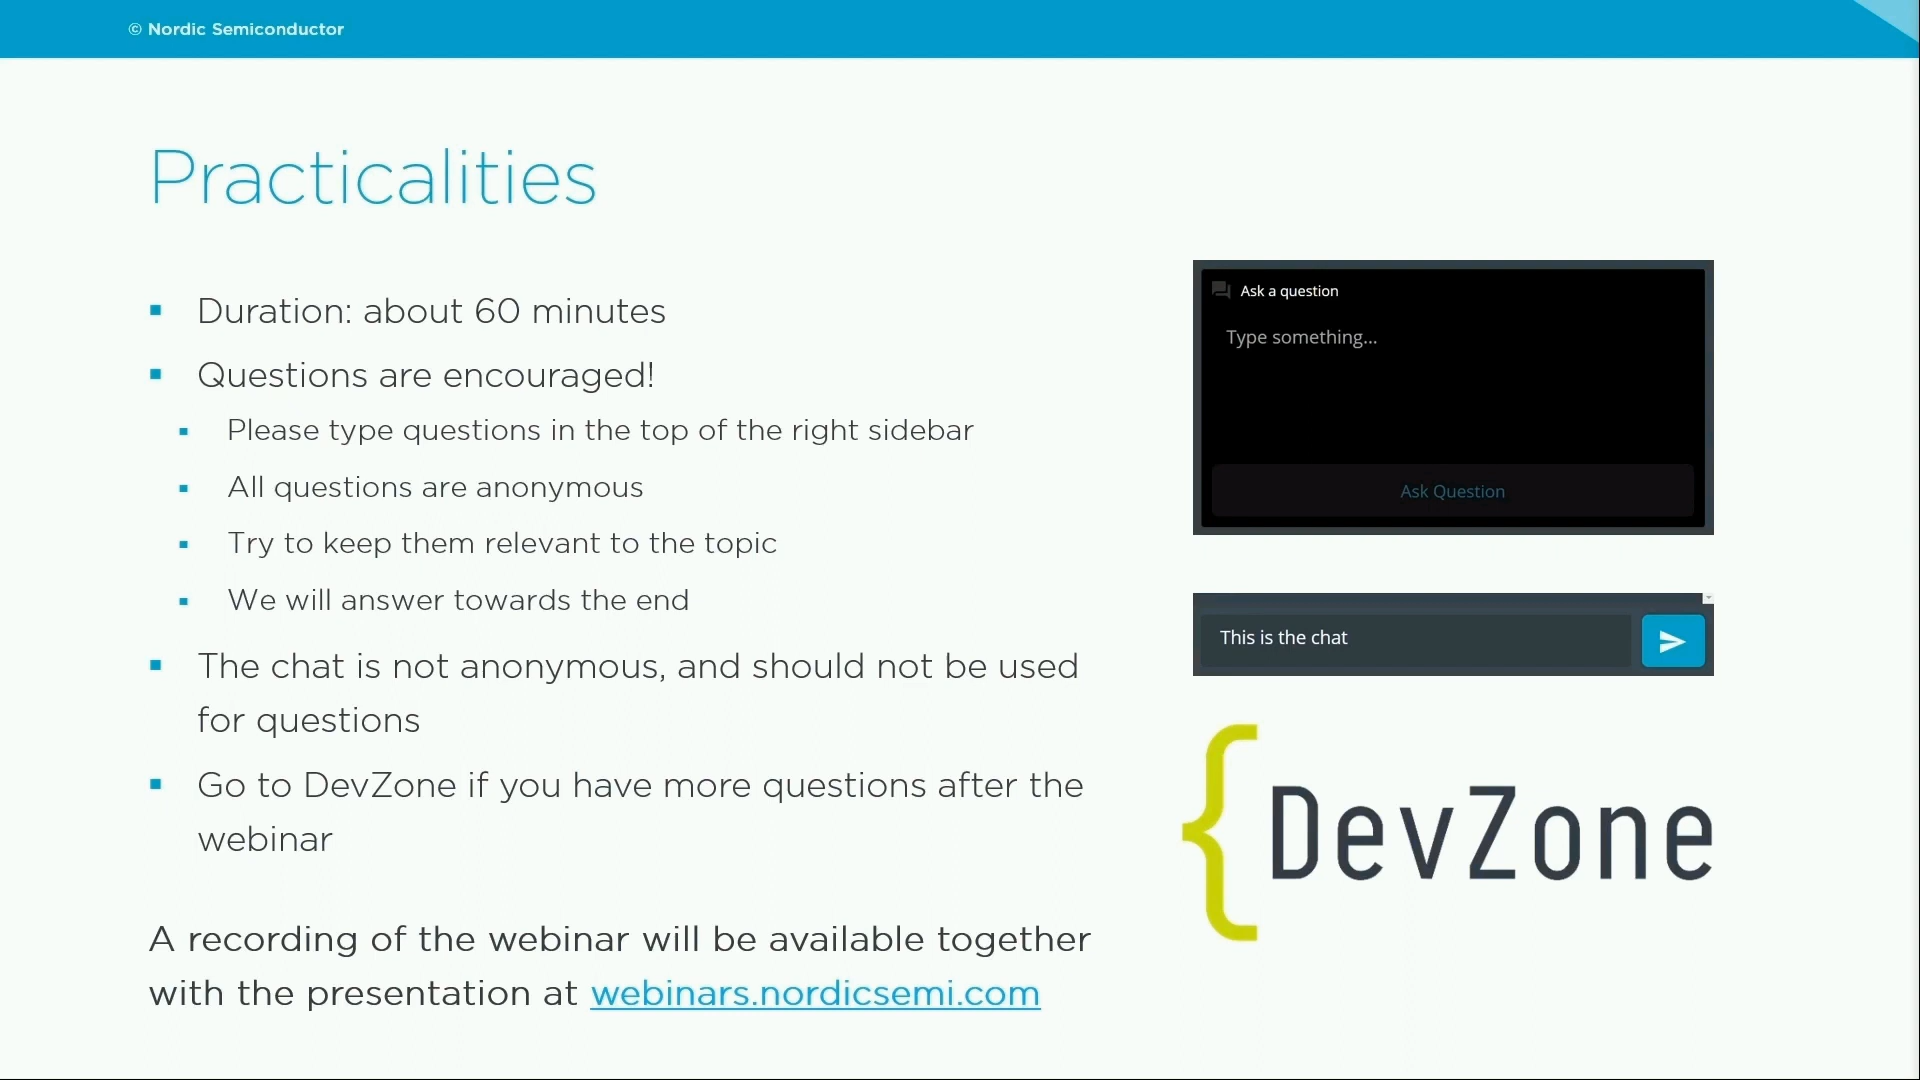 © Nordic Semiconductor
Practicalities
Duration: about 60 minutes
Questions are encouraged!
Please type questions in the top of the right sidebar
All questions are anonymous
Try to keep them relevant to the topic
We will answer towards the end
The chat is not anonymous, and should not be used
for questions
Go to DevZone if you have more questions after the
webinar
A recording of the webinar will be available together
with the presentation at webinars.nordicsemi.com
Ask a question
Type something...
Ask Question
This is the chat
{DevZone